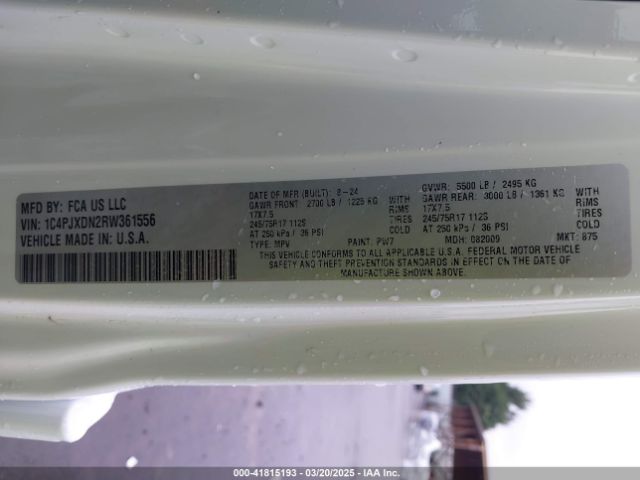 MFD BY: FCA US LLC
VIN: 1C4PJXDN2RW361556
VEHICLE MADE IN U.S.A.
DATE OF MFR (BUILT): 8-24
GAWR FRONT: 2700 LB / 1225 KG WITH
17X7.5 RIMS
245/75R17 112S TIRES
AT 250 kPa / 36 PSI COLD
TYPE: MPV PAINT: PW7
GVWR: 5500 LB / 2495 KG
GAWR REAR: 3000 LB / 1361 KG WITH
17X7.5 RIMS
245/75R17 112S TIRES
AT 250 kPa / 36 PSI COLD
MDH: 082009 MKT: 875
THIS VEHICLE CONFORMS TO ALL APPLICABLE U.S.A. FEDERAL MOTOR VEHICLE
SAFETY AND THEFT PREVENTION STANDARDS IN EFFECT ON THE DATE OF
MANUFACTURE SHOWN ABOVE.
000-41815193 - 03/20/2025 - IAA Inc.